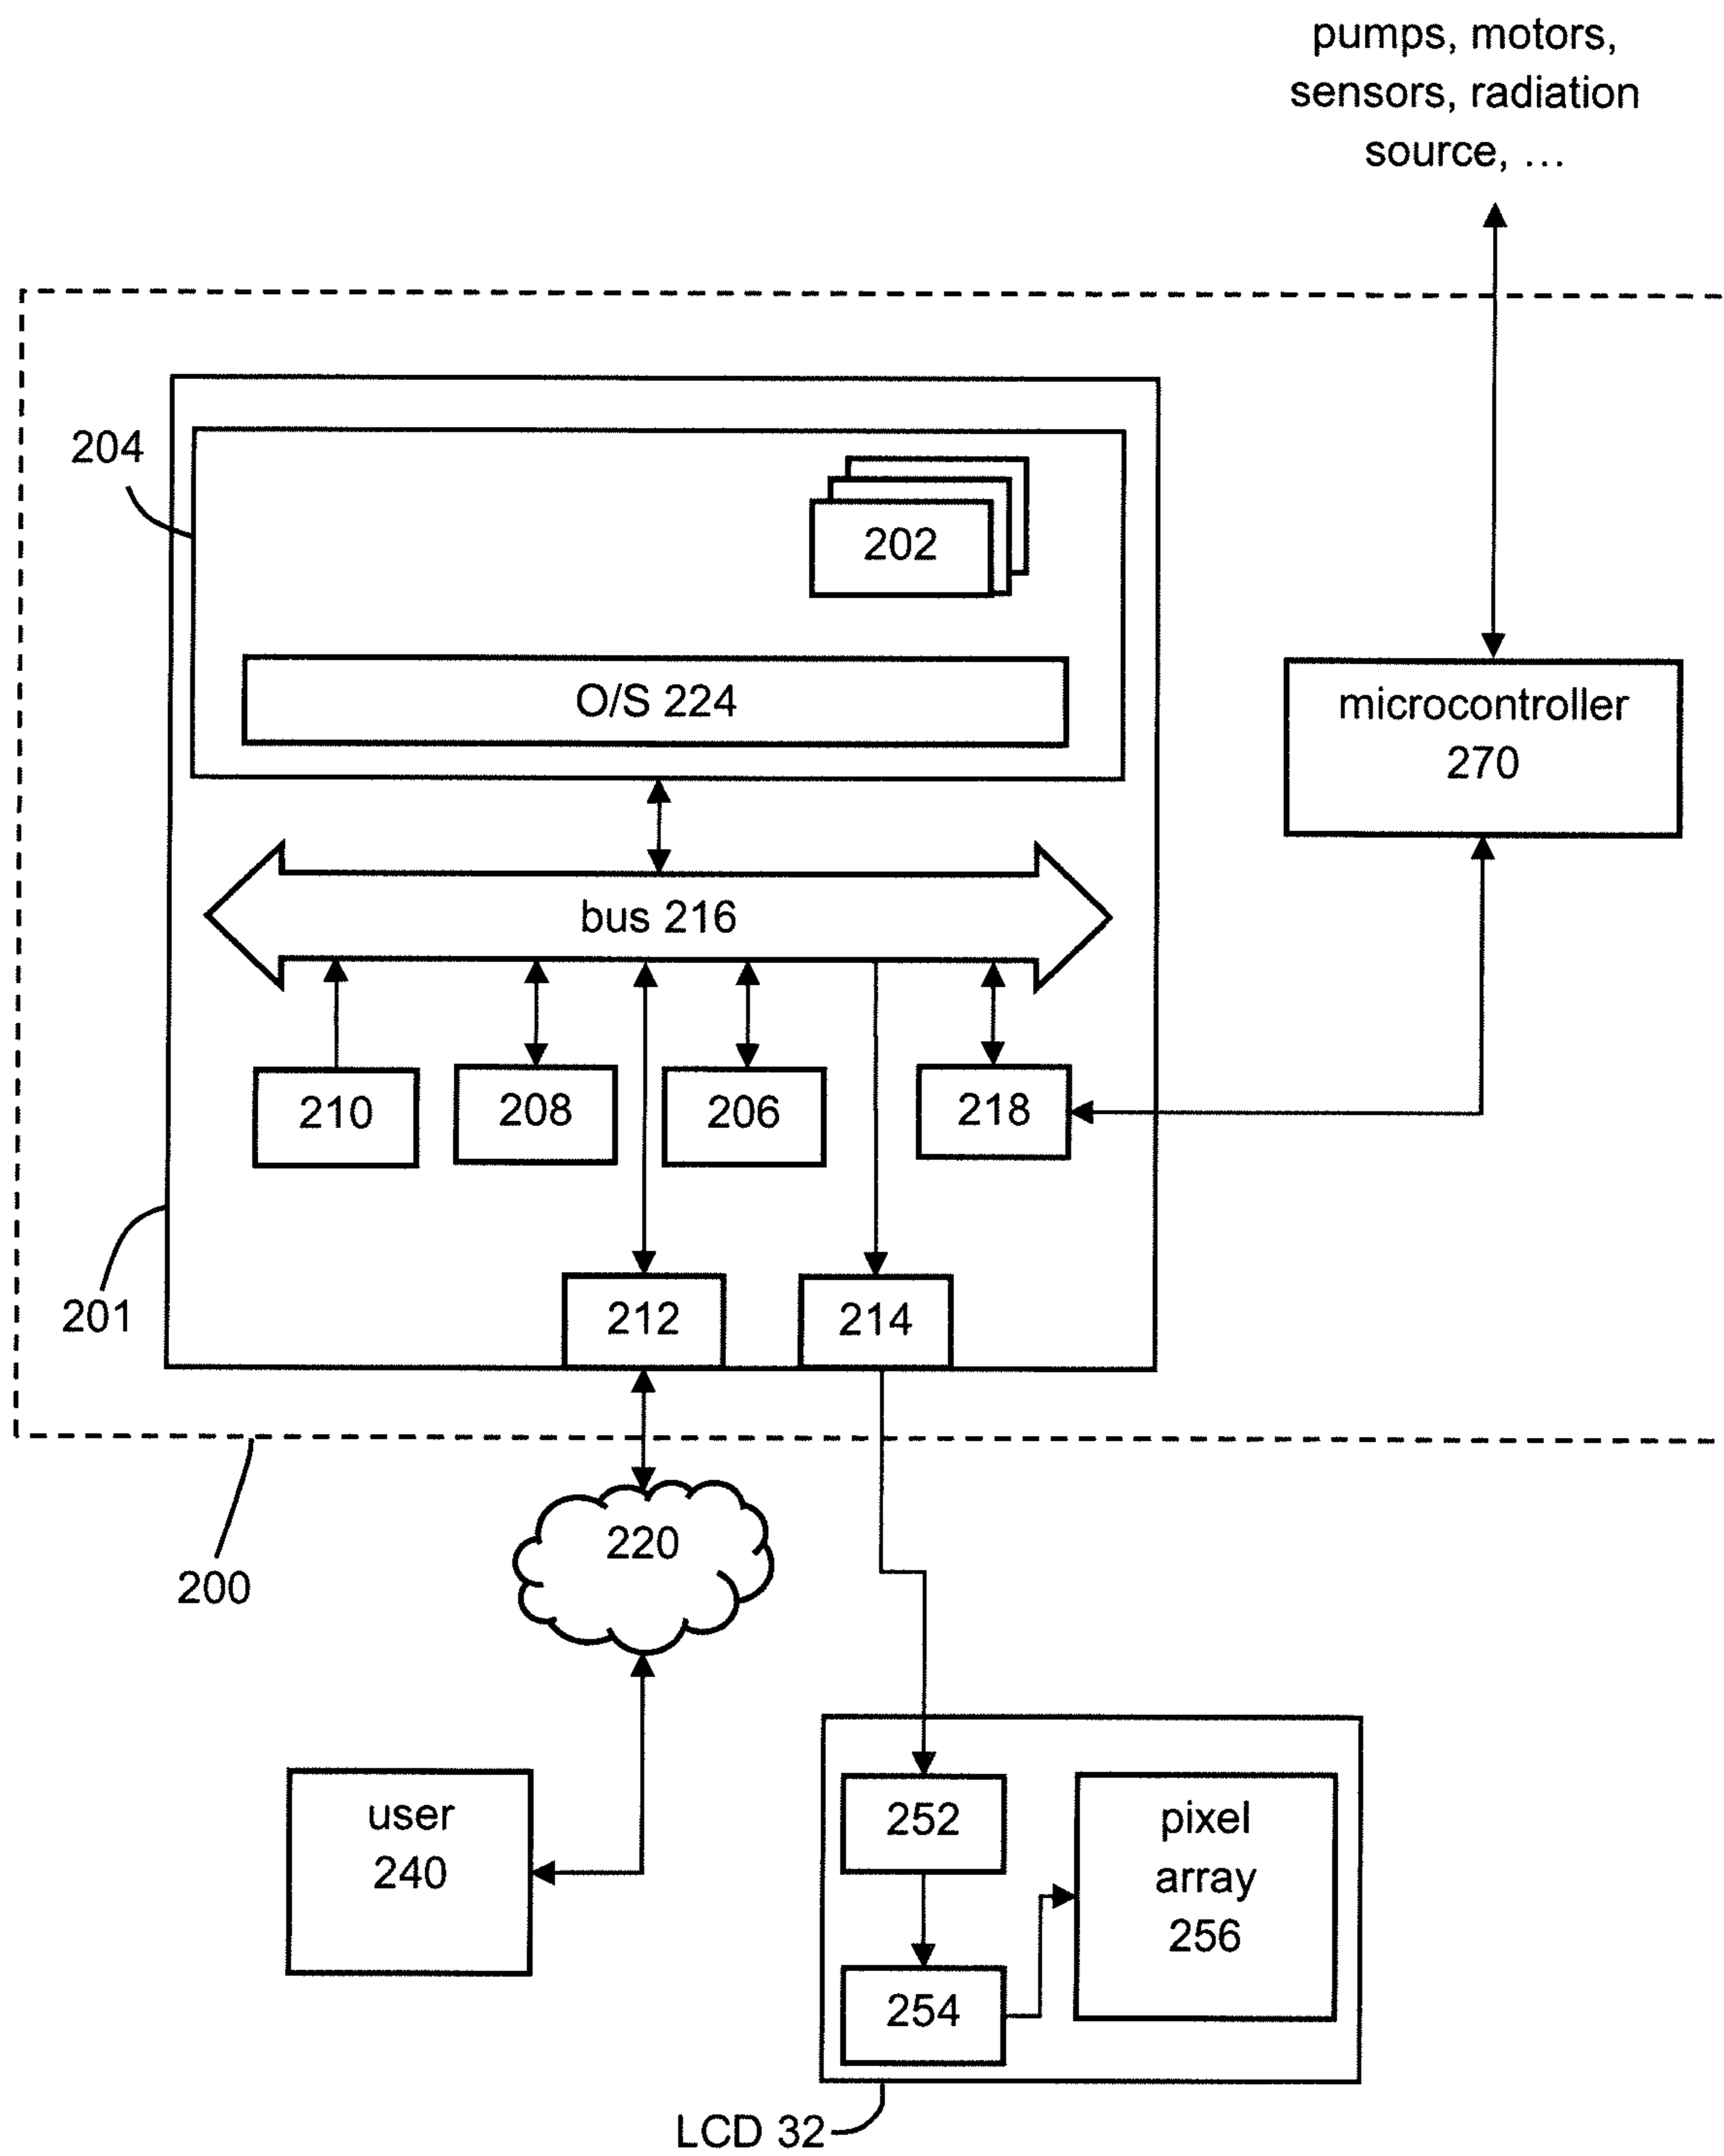 pumps, motors,
sensors, radiation
source, ...
204
202
O/S 224
microcontroller
270
bus 216
210
208
206
218
201
212
214
220
200
user
240
252
pixel
array
256
254
LCD 32